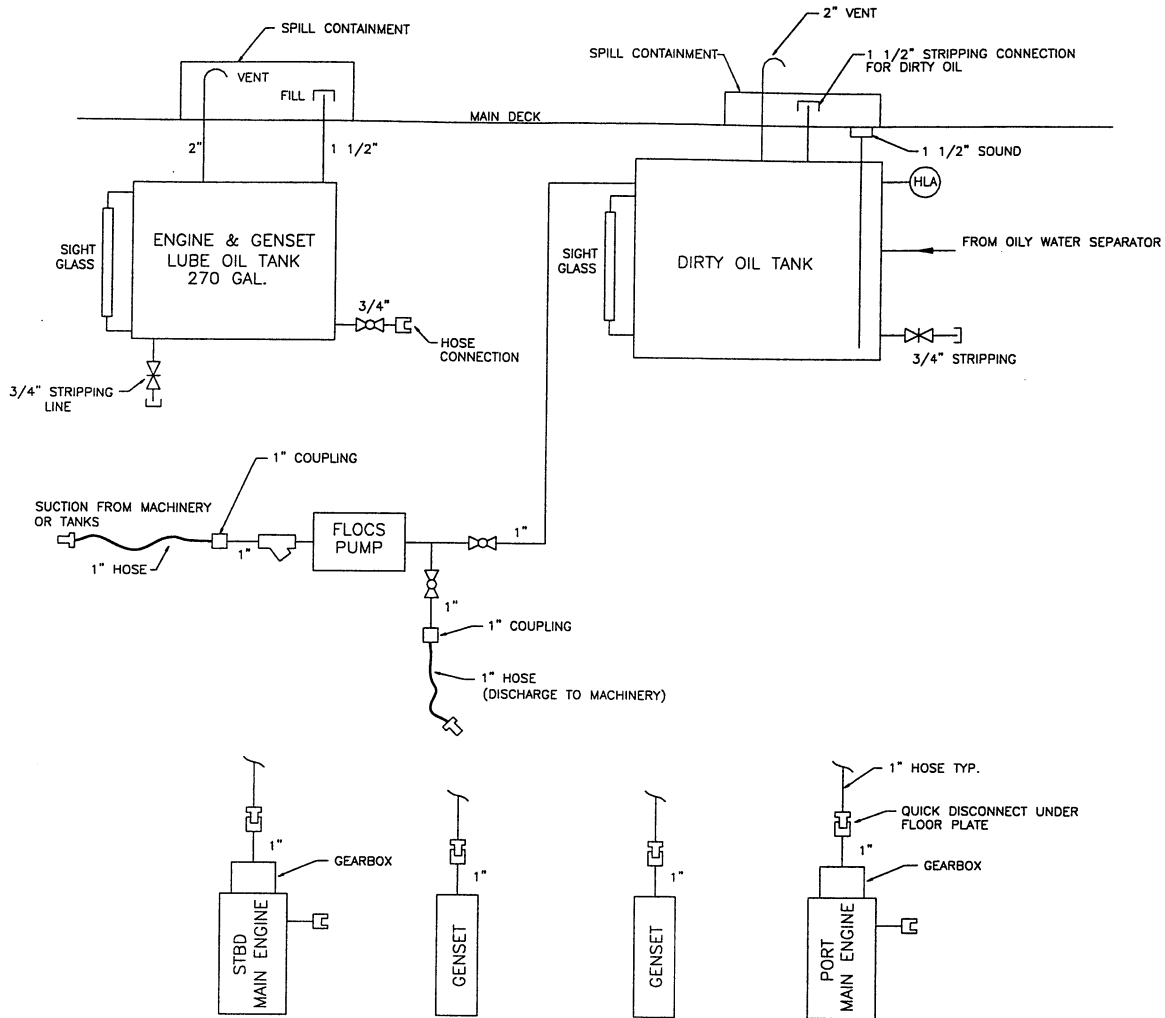 SPILL CONTAINMENT
VENT
FILL
2"
1 1/2"
MAIN DECK
SPILL CONTAINMENT
2" VENT
1 1/2" STRIPPING CONNECTION
FOR DIRTY OIL
1 1/2" SOUND
HLA
SIGHT
GLASS
ENGINE & GENSET
LUBE OIL TANK
270 GAL.
3/4"
HOSE
CONNECTION
3/4" STRIPPING
LINE
SIGHT
GLASS
DIRTY OIL TANK
FROM OILY WATER SEPARATOR
3/4" STRIPPING
SUCTION FROM MACHINERY
OR TANKS
1" HOSE
1" COUPLING
1"
FLOCS
PUMP
1"
1"
1" COUPLING
1" HOSE
(DISCHARGE TO MACHINERY)
1"
GEARBOX
STBD
MAIN ENGINE
1"
GENSET
1"
GENSET
1" HOSE TYP.
QUICK DISCONNECT UNDER
FLOOR PLATE
1"
GEARBOX
PORT
MAIN ENGINE